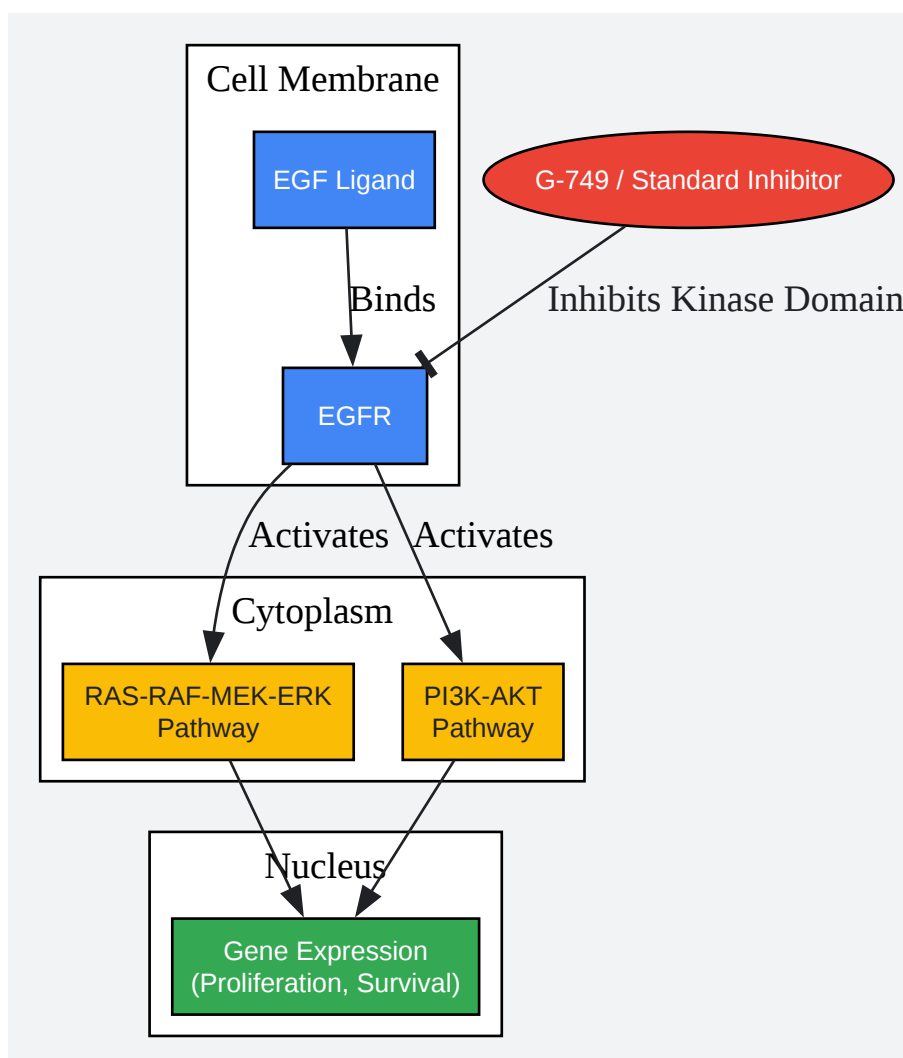 Cell Membrane
EGF Ligand
G-749 / Standard Inhibitor
Binds
Inhibits Kinase Domain
EGFR
Activates
Activates
Cytoplasm
RAS-RAF-MEK-ERK
Pathway
PI3K-AKT
Pathway
Nucleus
Gene Expression
(Proliferation, Survival)